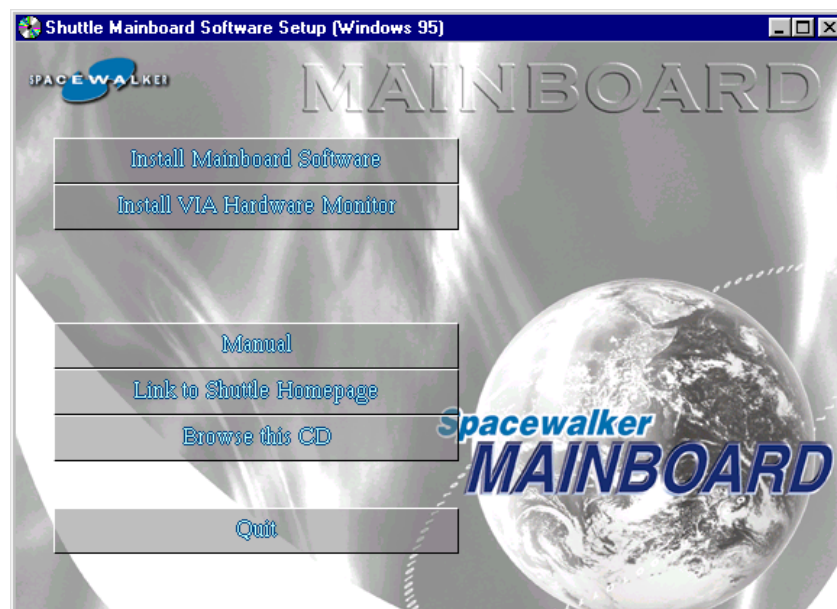 Shuttle Mainboard Software Setup (Windows 95)
SPACEWALKER
MAINBOARD
Install Mainboard Software
Install VIA Hardware Monitor
Manual
Link to Shuttle Homepage
Browse this CD
Spacewalker
MAINBOARD
Quit